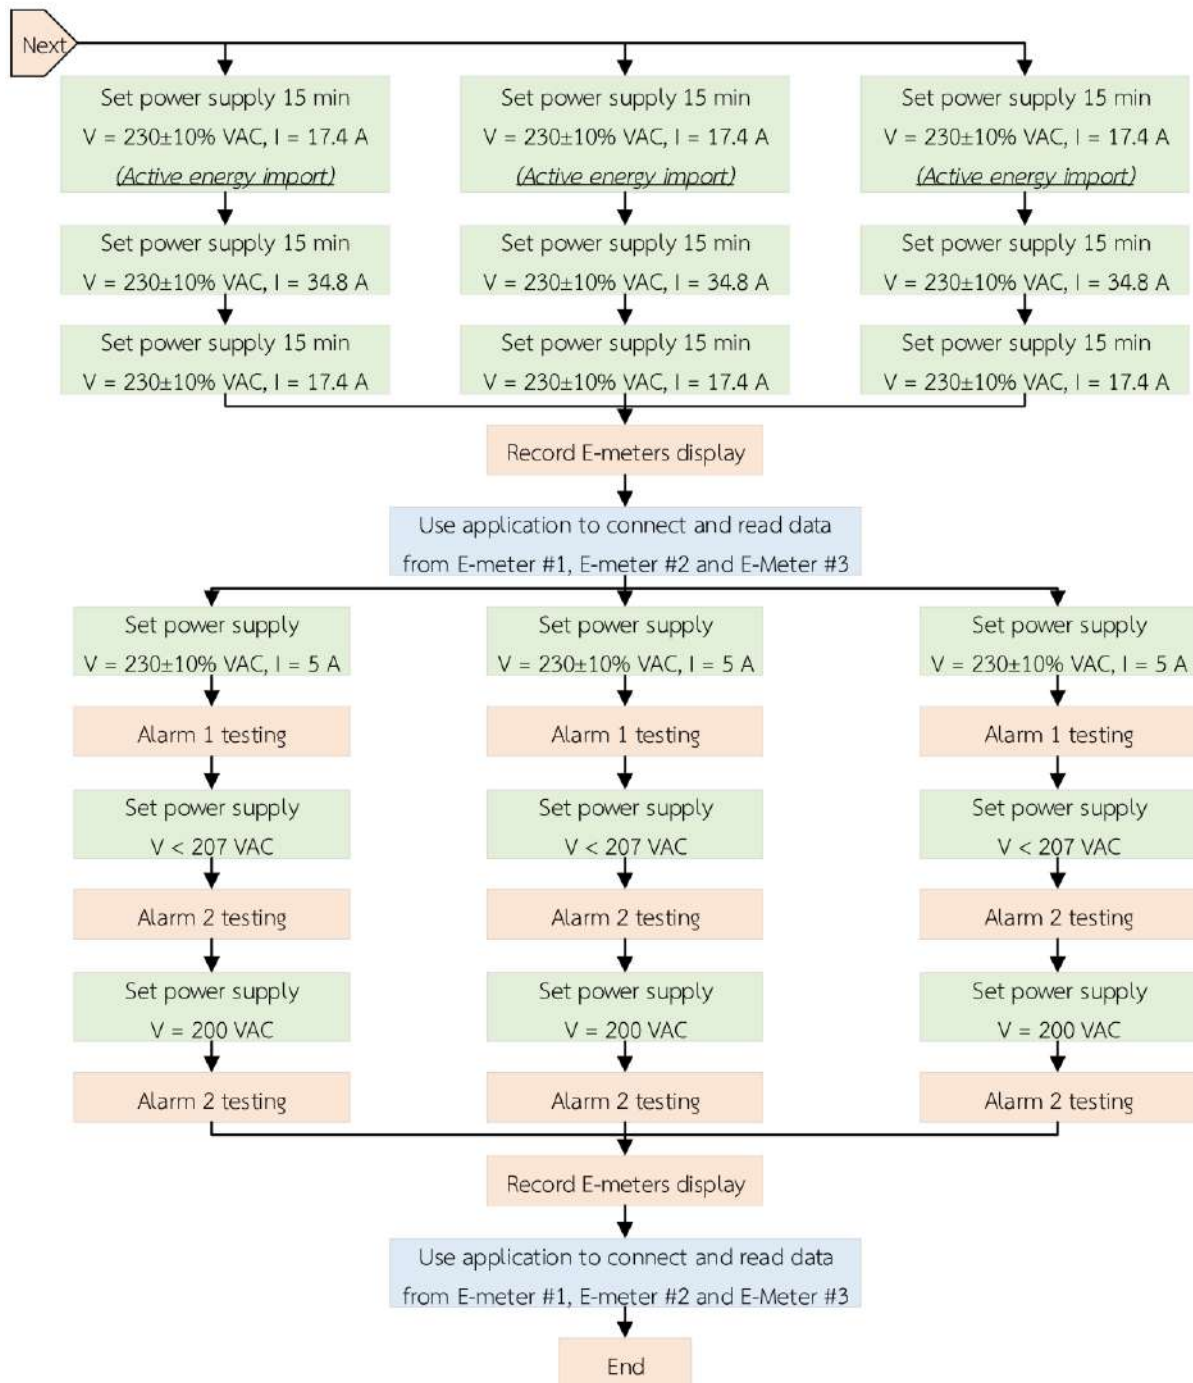 Next
Set power supply 15 min
V = 230±10% VAC, I = 17.4 A
(Active energy import)
Set power supply 15 min
V = 230±10% VAC, I = 17.4 A
(Active energy import)
Set power supply 15 min
V = 230±10% VAC, I = 17.4 A
(Active energy import)
Set power supply 15 min
V = 230±10% VAC, I = 34.8 A
Set power supply 15 min
V = 230±10% VAC, I = 34.8 A
Set power supply 15 min
V = 230±10% VAC, I = 34.8 A
Set power supply 15 min
V = 230±10% VAC, I = 17.4 A
Set power supply 15 min
V = 230±10% VAC, I = 17.4 A
Set power supply 15 min
V = 230±10% VAC, I = 17.4 A
Record E-meters display
Use application to connect and read data
from E-meter #1, E-meter #2 and E-Meter #3
Set power supply
V = 230±10% VAC, I = 5 A
Set power supply
V = 230±10% VAC, I = 5 A
Set power supply
V = 230±10% VAC, I = 5 A
Alarm 1 testing
Alarm 1 testing
Alarm 1 testing
Set power supply
V < 207 VAC
Set power supply
V < 207 VAC
Set power supply
V < 207 VAC
Alarm 2 testing
Alarm 2 testing
Alarm 2 testing
Set power supply
V = 200 VAC
Set power supply
V = 200 VAC
Set power supply
V = 200 VAC
Alarm 2 testing
Alarm 2 testing
Alarm 2 testing
Record E-meters display
Use application to connect and read data
from E-meter #1, E-meter #2 and E-Meter #3
End